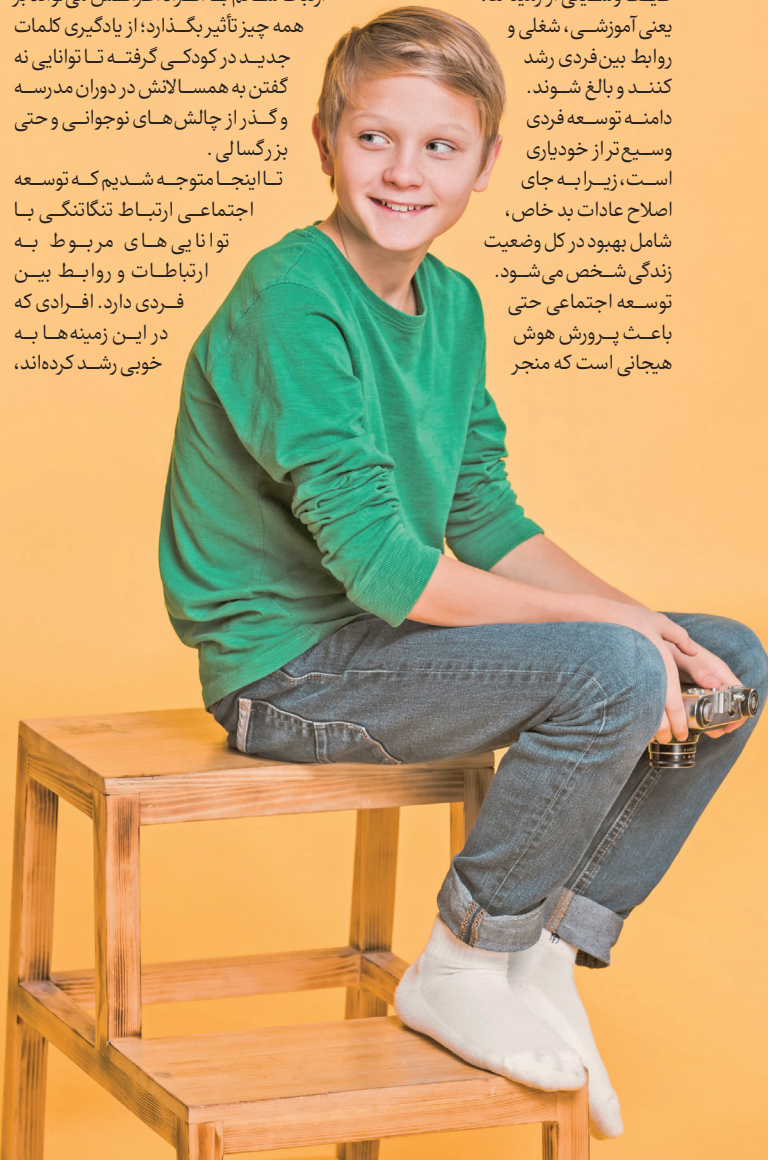 یعنی آموزشی، شغلی و
روابط بین‌فردی رشد
کنند و بالغ شوند.
دامنه توسعه فردی
وسیع‌تر از خودیاری
است، زیرا به جای
اصلاح عادات بد خاص،
شامل بهبود در کل وضعیت
زندگی شخص می‌شود.
توسعه اجتماعی حتی
باعث پرورش هوش
هیجانی است که منجر
همه چیز تأثیر بگذارد؛ از یادگیری کلمات
جدید در کودکی گرفته تا توانایی نه
گفتن به همسالانش در دوران مدرسه
و گذر از چالش‌های نوجوانی و حتی
بزرگسالی .
تا اینجا متوجه شدیم که توسعه
اجتماعی ارتباط تنگاتنگی با
توانایی‌های مربوط به
ارتباطات و روابط بین
فردی دارد. افرادی که
در این زمینه‌ها به
خوبی رشد کرده‌اند،